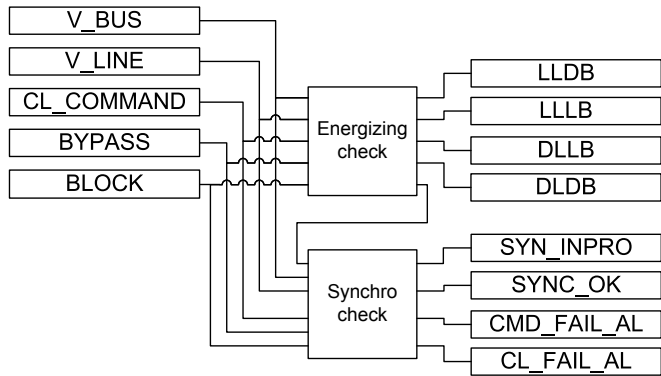 V_BUS
V_LINE
CL_COMMAND
BYPASS
BLOCK
Energizing
check
LLDB
LLLB
DLLB
DLDB
Synchro
check
SYN_INPRO
SYNC_OK
CMD_FAIL_AL
CL_FAIL_AL